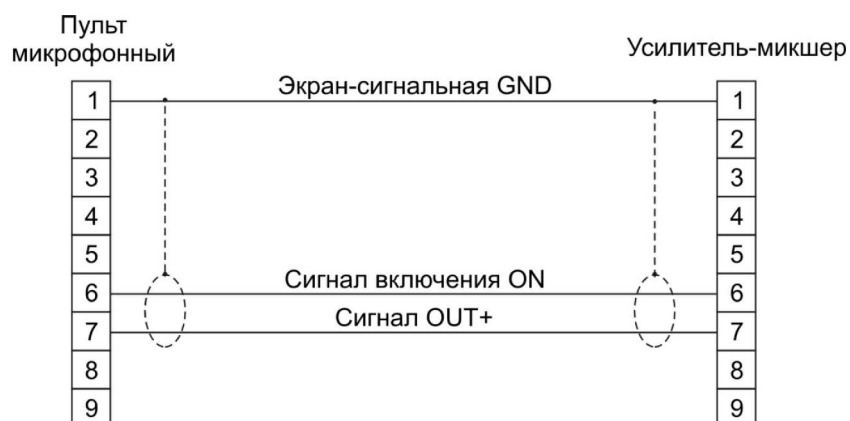 Пульт
микрофонный
Усилитель-микшер
Экран-сигнальная GND
1 1
2 2
3 3
4 4
5 5
Сигнал включения ON
6 6
Сигнал OUT+
7 7
8 8
9 9